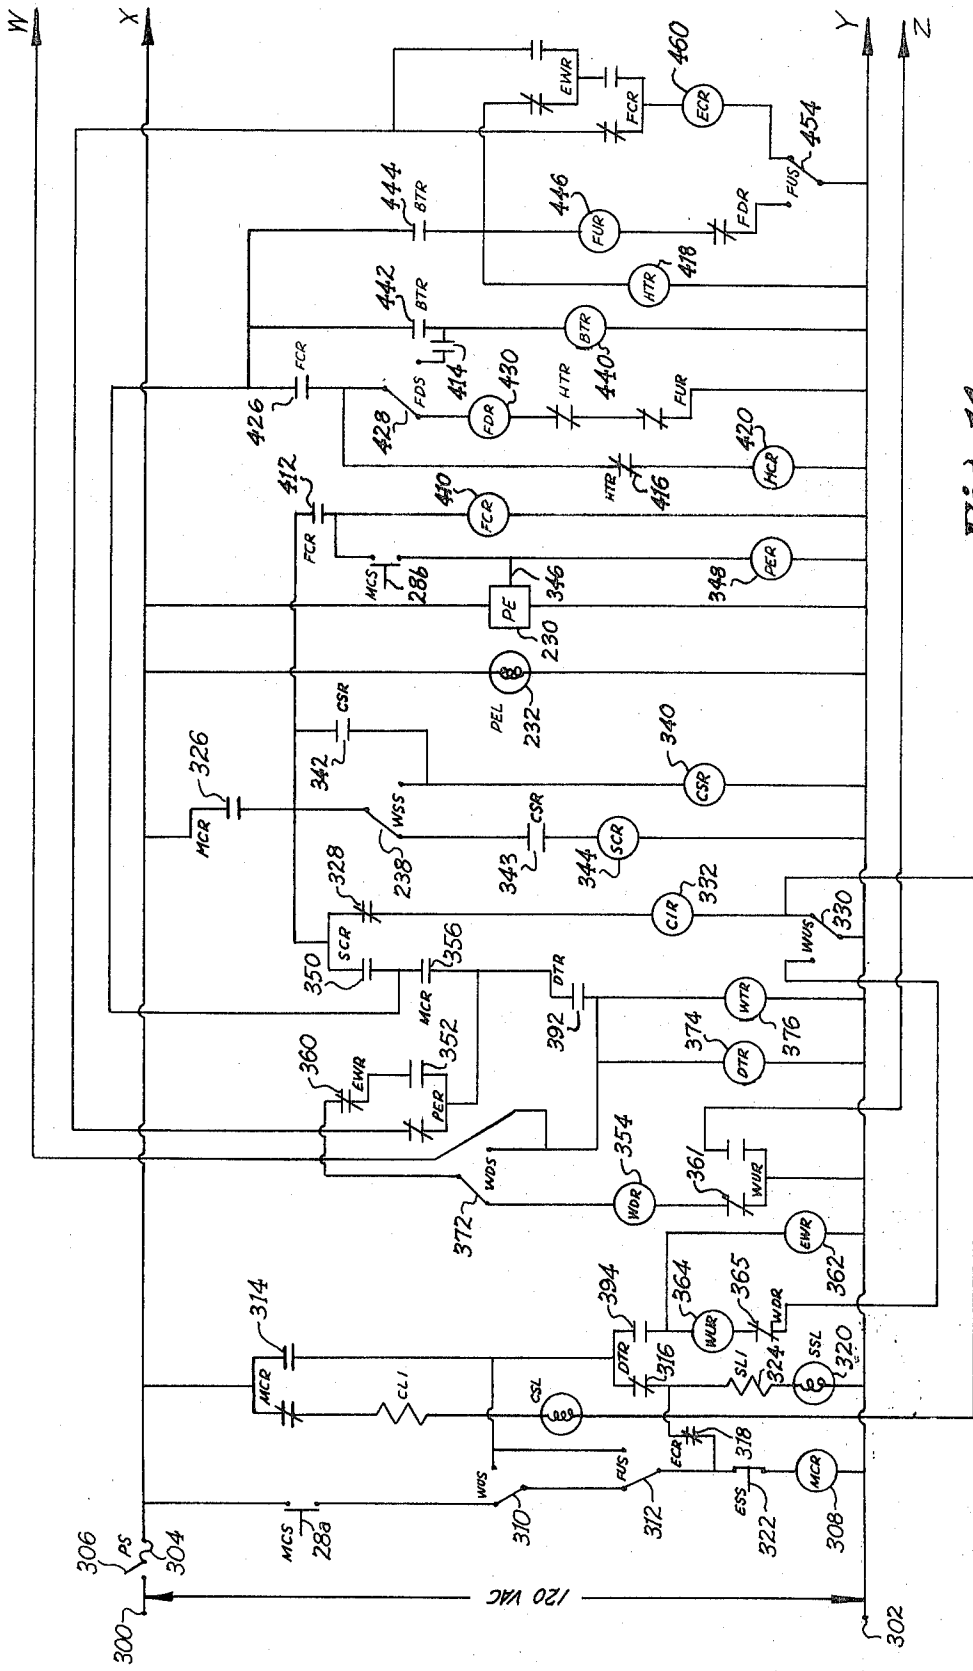 W
X
Y
Z
300
306
PS
304
120 VAC
302
MCS
28a
WDS
310
FUS
312
ECR
318
ESS
322
MCR
308
MCR
314
CL1
CSL
DTR
394
316
WUR
364
365
WDR
SL1
324
SSL
320
EWR
362
360
EWR
352
PER
WDS
372
WDR
354
361
WUR
350
SCR
328
MCR
356
DTR
392
374
DTR
WTR
376
CIR
332
WUS
330
MCR
326
WSS
238
342
CSR
343
CSR
344
SCR
340
CSR
PEL
232
PE
230
346
MCS
28b
348
PER
FCR
412
410
FCR
426
FCR
428
FDS
414
FDR
430
HTR
FUR
HTR
416
420
HCR
442
BTR
440
BTR
444
BTR
446
FUR
FDR
HTR
418
EWR
FCR
460
ECR
FUS
454